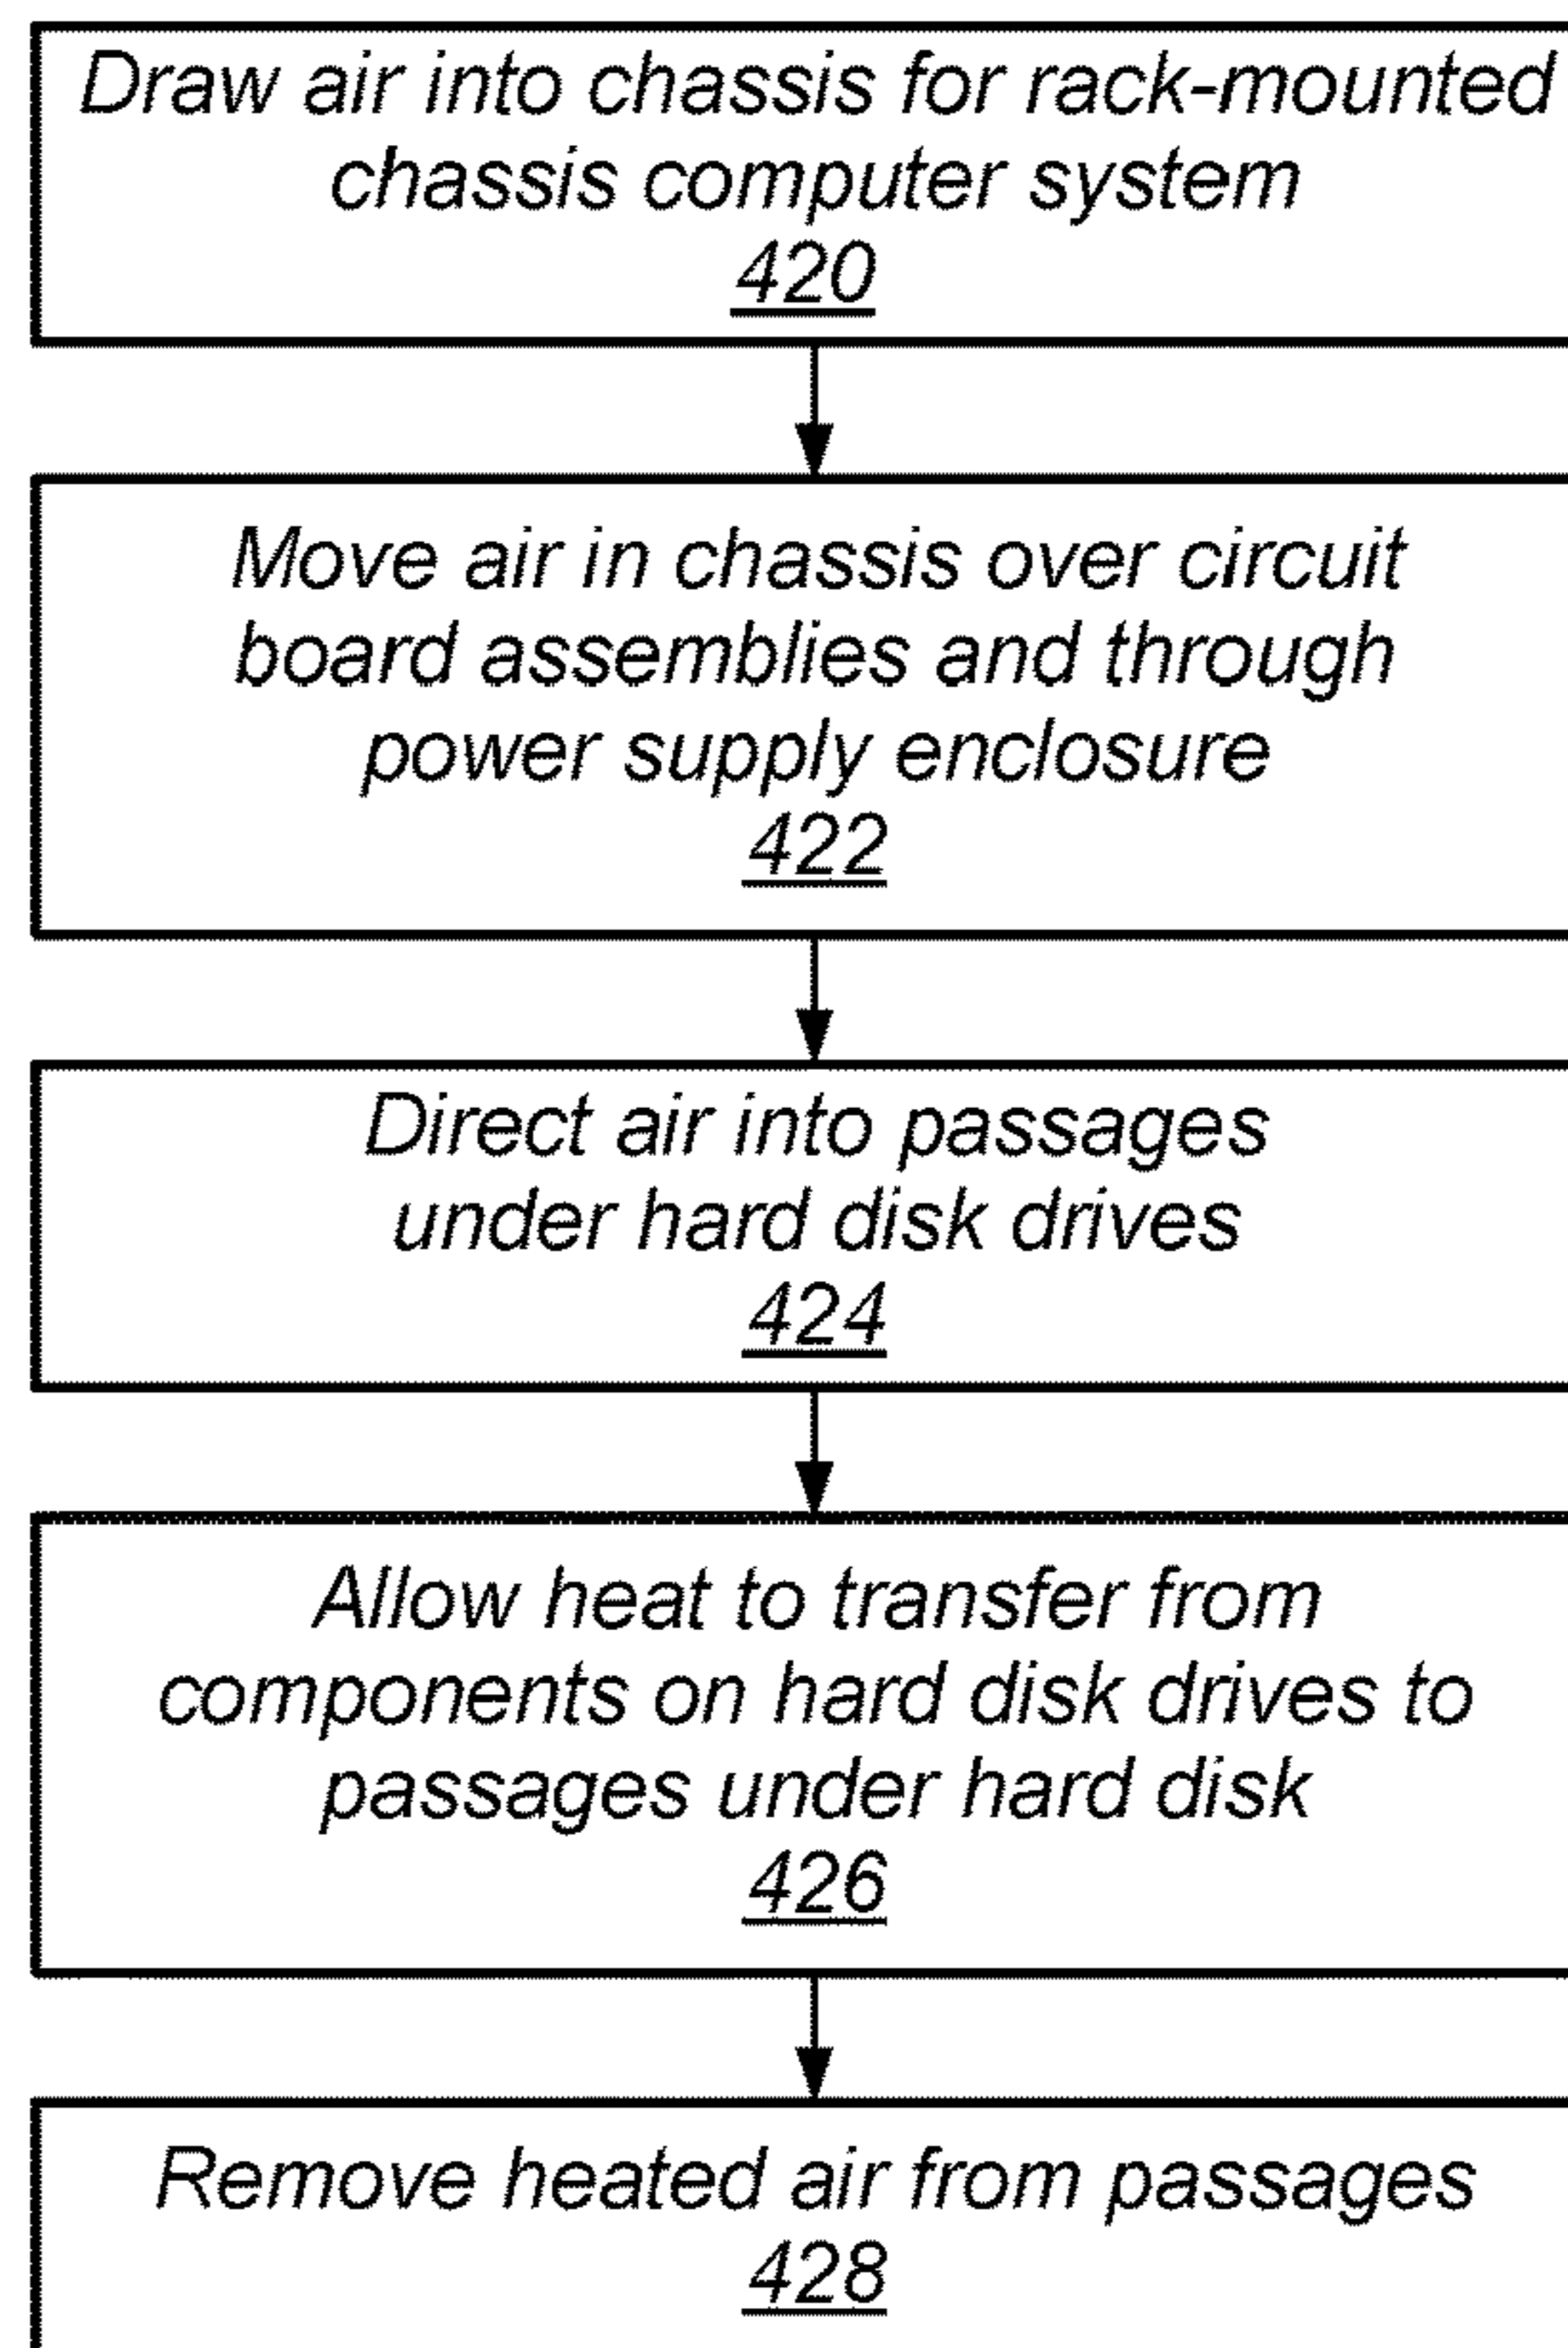 Draw air into chassis for rack-mounted
chassis computer system
420
Move air in chassis over circuit
board assemblies and through
power supply enclosure
422
Direct air into passages
under hard disk drives
424
Allow heat to transfer from
components on hard disk drives to
passages under hard disk
426
Remove heated air from passages
428